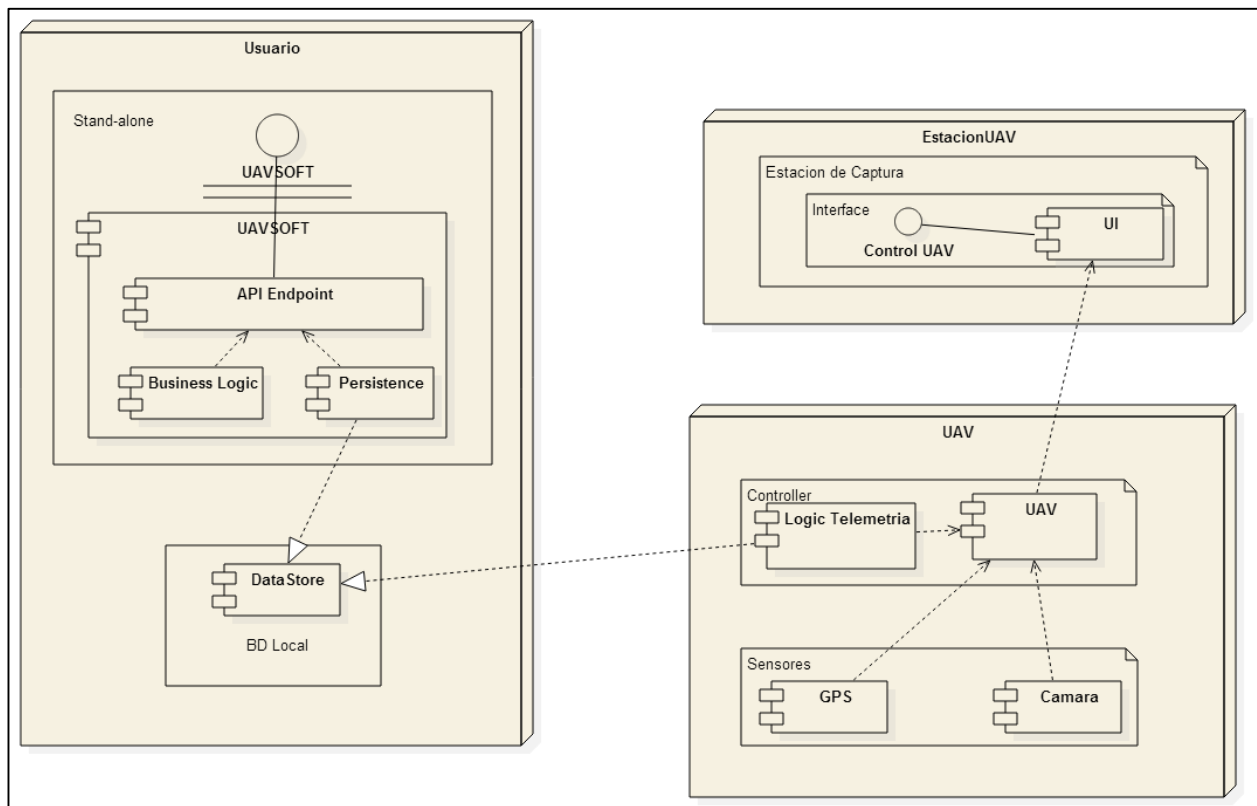 Usuario
Stand-alone
UAVSOFT
UAVSOFT
API Endpoint
Business Logic
Persistence
DataStore
BD Local
EstacionUAV
Estacion de Captura
Interface
Control UAV
UI
UAV
Controller
Logic Telemetria
UAV
Sensores
GPS
Camara